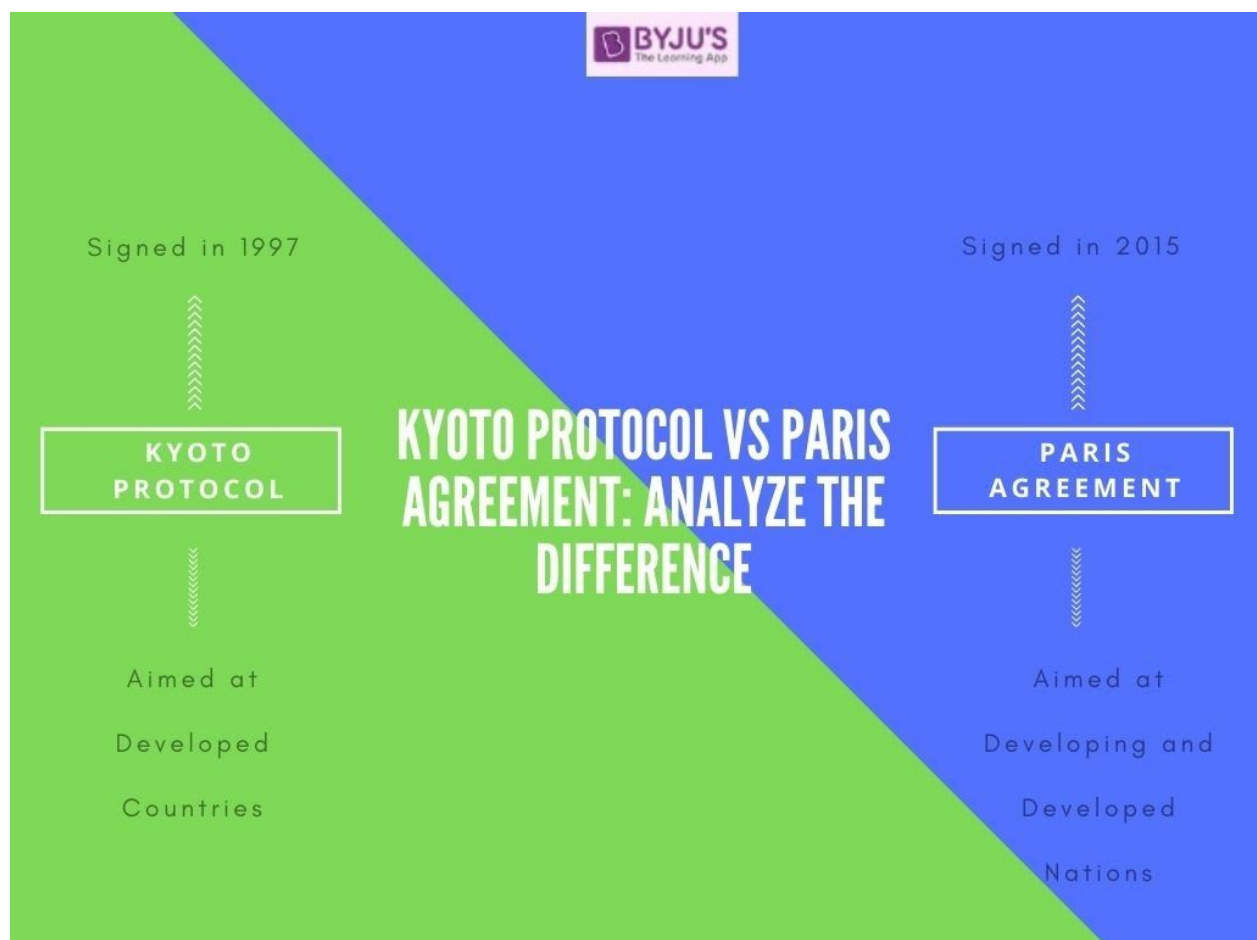 BYJU'S
The Learning App
Signed in 1997
KYOTO
PROTOCOL
Aimed at
Developed
Countries
KYOTO PROTOCOL VS PARIS
AGREEMENT: ANALYZE THE
DIFFERENCE
Signed in 2015
PARIS
AGREEMENT
Aimed at
Developing and
Developed
Nations